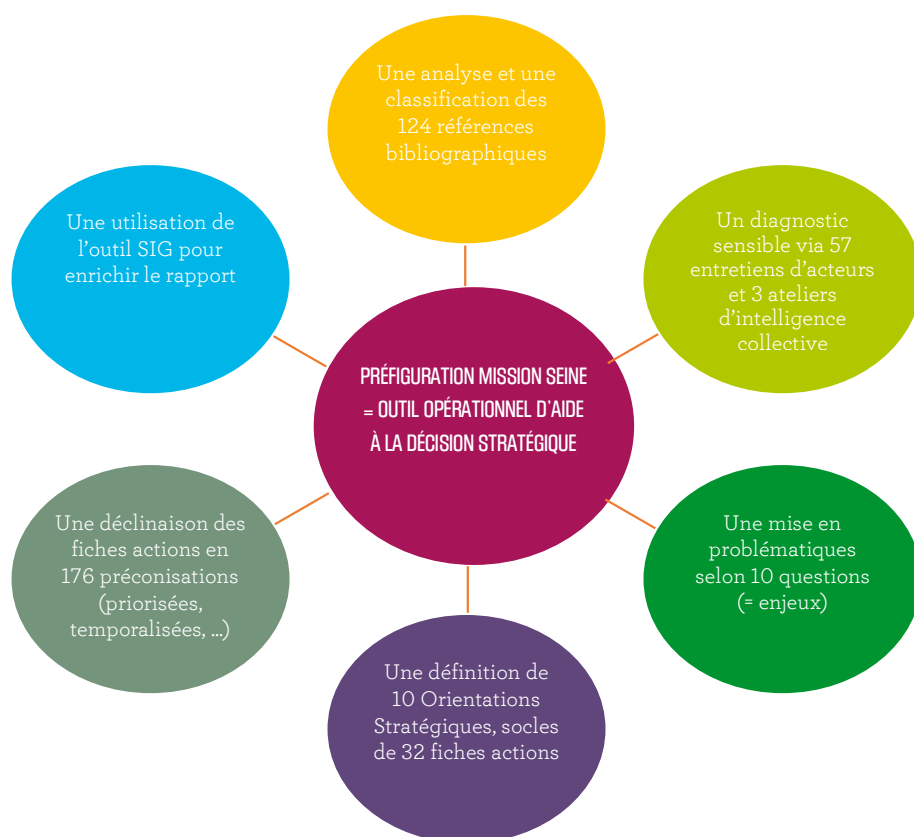 Une analyse et une
classification des
124 références
bibliographiques
Un diagnostic
sensible via 57
entretiens d'acteurs
et 3 ateliers
d'intelligence
collective
Une mise en
problématiques
selon 10 questions
(= enjeux)
Une définition de
10 Orientations
Stratégiques, socles
de 32 fiches actions
Une déclinaison des
fiches actions en
176 préconisations
(priorisées,
temporalisées, …)
Une utilisation de
l'outil SIG pour
enrichir le rapport
PRÉFIGURATION MISSION SEINE
= OUTIL OPÉRATIONNEL D'AIDE
À LA DÉCISION STRATÉGIQUE